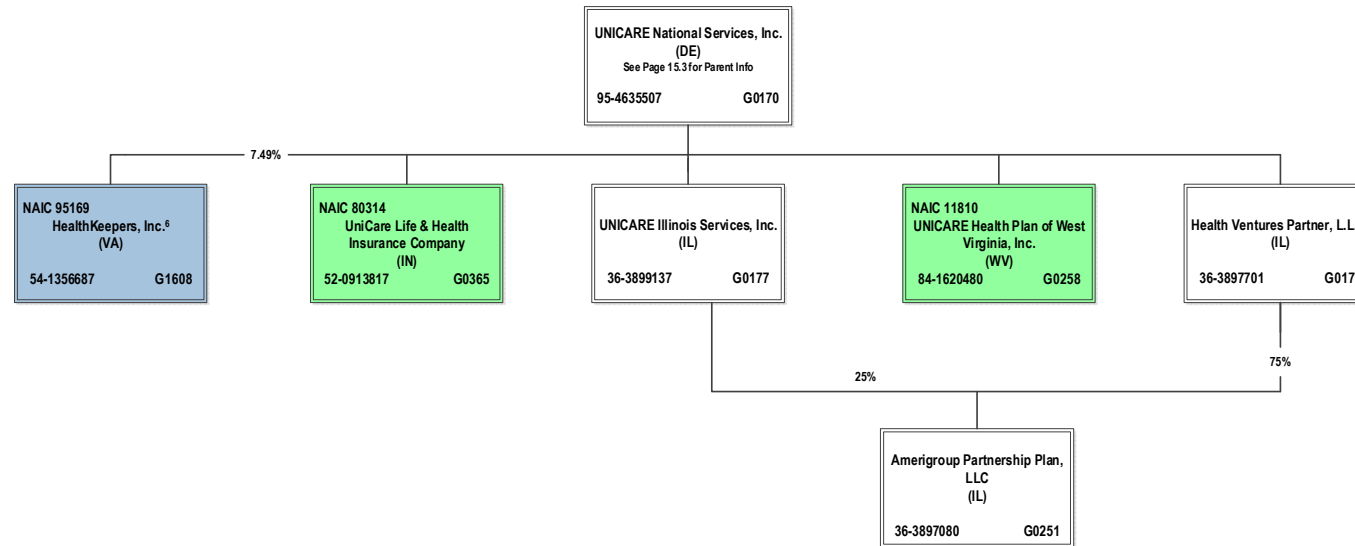 UNICARE National Services, Inc.
(DE)
See Page 15.3 for Parent Info
95-4635507 G0170
7.49%
NAIC 95169
HealthKeepers, Inc.⁶
(VA)
54-1356687 G1608
NAIC 80314
UniCare Life & Health
Insurance Company
(IN)
52-0913817 G0365
UNICARE Illinois Services, Inc.
(IL)
36-3899137 G0177
NAIC 11810
UNICARE Health Plan of West
Virginia, Inc.
(WV)
84-1620480 G0258
Health Ventures Partner, L.L
(IL)
36-3897701 G017
25%
75%
Amerigroup Partnership Plan,
LLC
(IL)
36-3897080 G0251